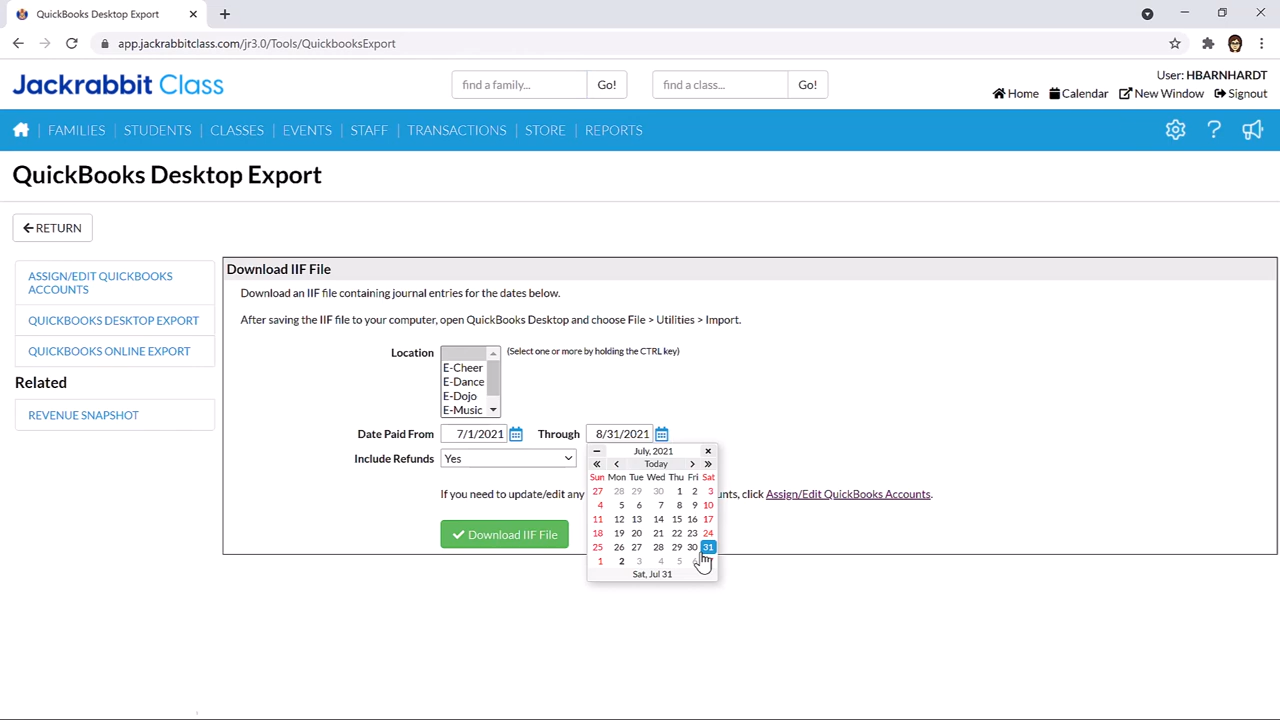 QuickBooks Desktop Export
app.jackrabbitclass.com/jr3.0/Tools/QuickbooksExport
Jackrabbit Class
find a family...
Go!
find a class...
Go!
User: HBARNHARDT
Home
Calendar
New Window
Signout
FAMILIES | STUDENTS | CLASSES | EVENTS | STAFF | TRANSACTIONS | STORE | REPORTS
QuickBooks Desktop Export
RETURN
ASSIGN/EDIT QUICKBOOKS
ACCOUNTS
QUICKBOOKS DESKTOP EXPORT
QUICKBOOKS ONLINE EXPORT
Related
REVENUE SNAPSHOT
Download IIF File
Download an IIF file containing journal entries for the dates below.
After saving the IIF file to your computer, open QuickBooks Desktop and choose File > Utilities > Import.
Location
(Select one or more by holding the CTRL key)
E-Cheer
E-Dance
E-Dojo
E-Music
Date Paid From 7/1/2021 Through 8/31/2021
Include Refunds Yes
July, 2021
« ‹ Today › »
Sun Mon Tue Wed Thu Fri Sat
27 28 29 30 1 2 3
4 5 6 7 8 9 10
11 12 13 14 15 16 17
18 19 20 21 22 23 24
25 26 27 28 29 30 31
1 2 3 4 5
Sat, Jul 31
If you need to update/edit any
nts, click Assign/Edit QuickBooks Accounts.
Download IIF File